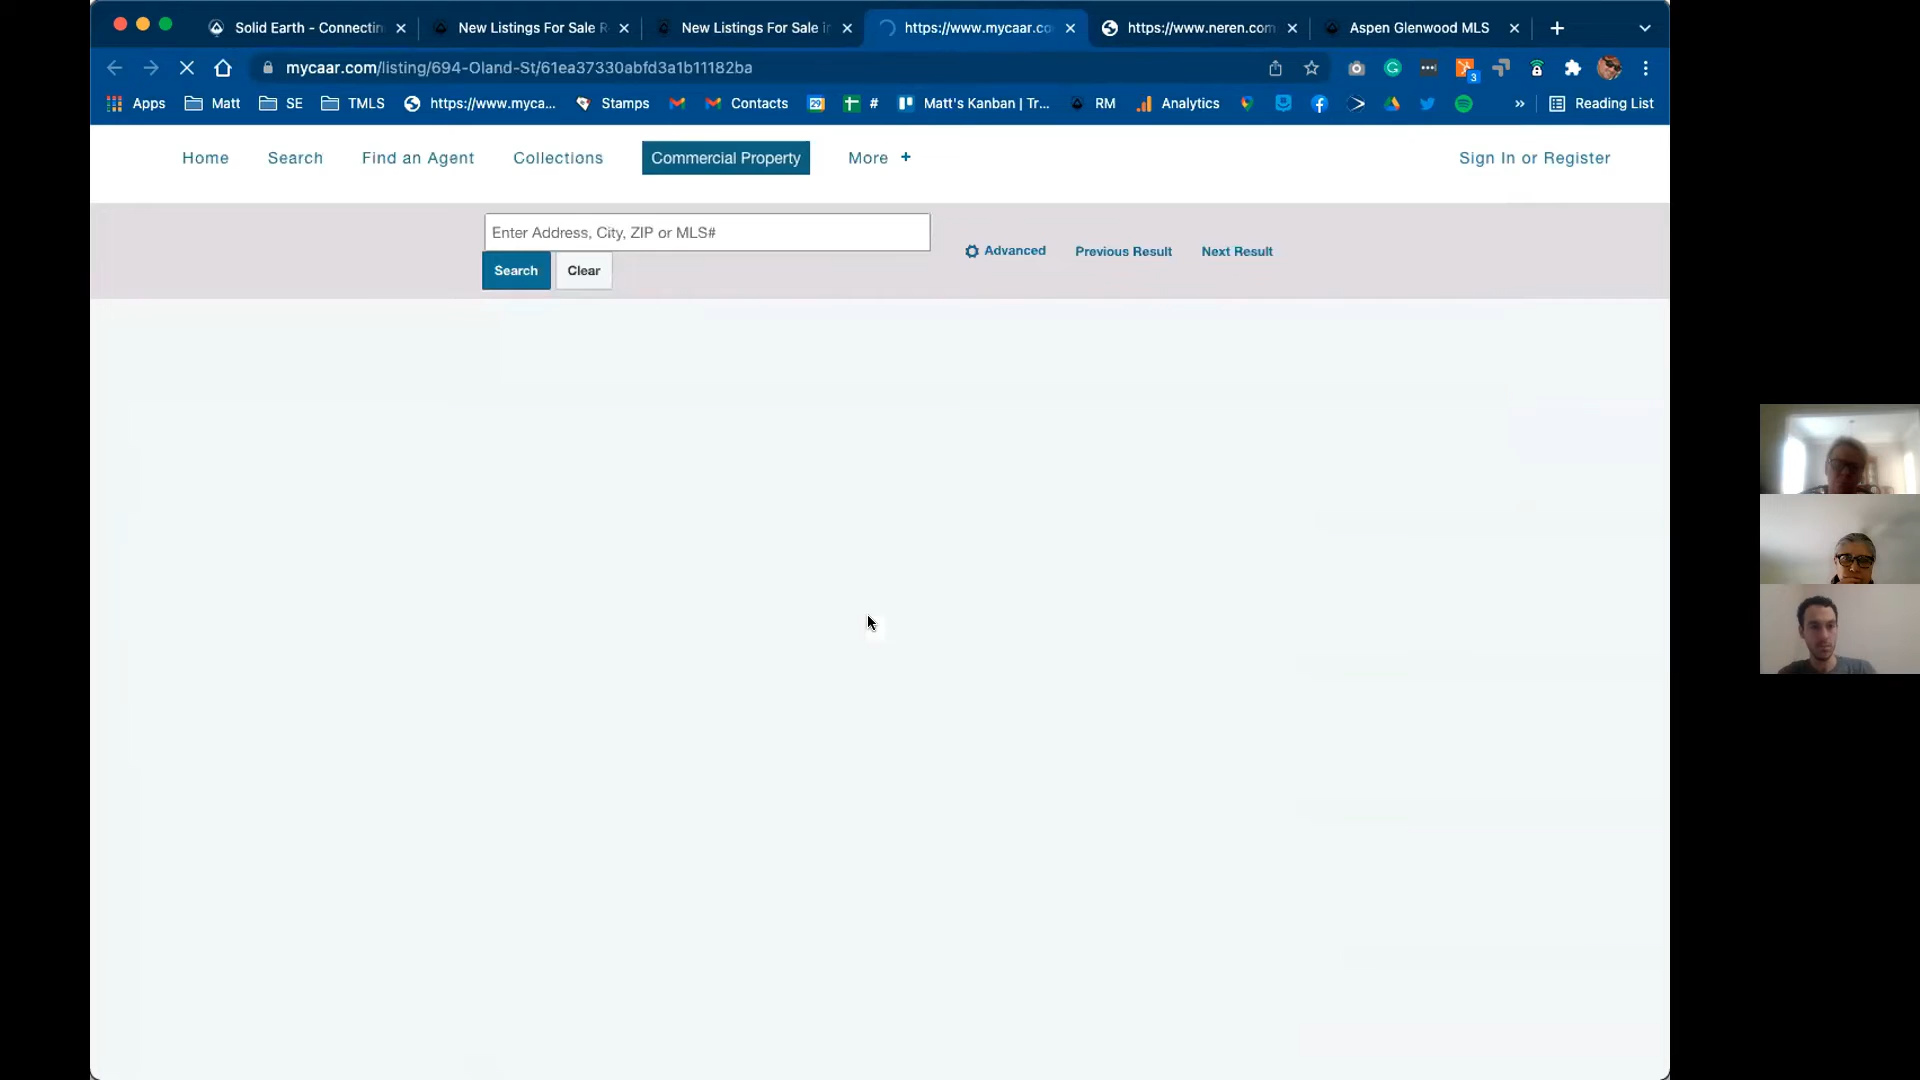 Solid Earth - Connectin
New Listings For Sale R
New Listings For Sale in
https://www.mycaar.co
https://www.neren.com
Aspen Glenwood MLS
mycaar.com/listing/694-Oland-St/61ea37330abfd3a1b11182ba
3
Apps
Matt
SE
TMLS
https://www.myca...
Stamps
Contacts
29
#
Matt's Kanban | Tr...
RM
Analytics
»
Reading List
Home
Search
Find an Agent
Collections
Commercial Property
More +
Sign In or Register
Enter Address, City, ZIP or MLS#
Advanced
Previous Result
Next Result
Search
Clear